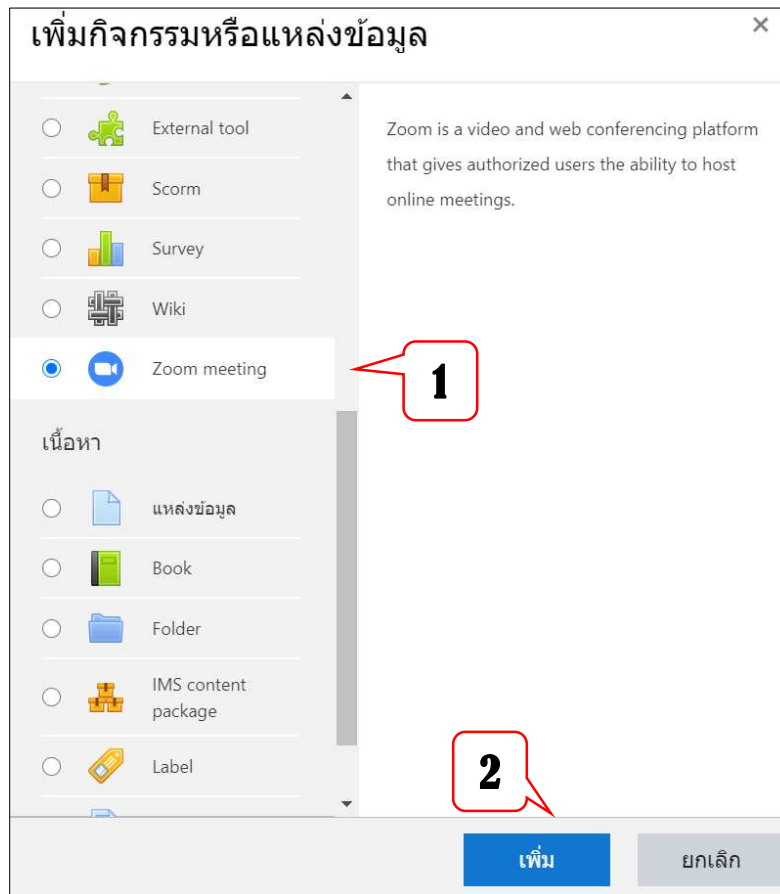 เพิ่มกิจกรรมหรือแหล่งข้อมูล
×
External tool
Scorm
Survey
Wiki
Zoom meeting
เนื้อหา
แหล่งข้อมูล
Book
Folder
IMS content
package
Label
Zoom is a video and web conferencing platform
that gives authorized users the ability to host
online meetings.
1
2
เพิ่ม
ยกเลิก